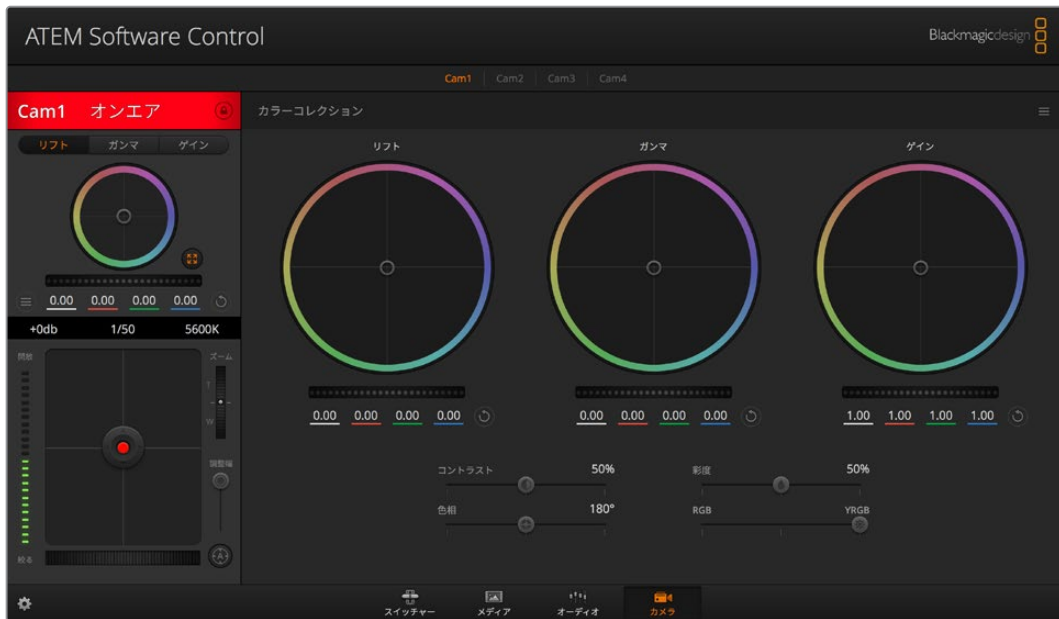 ATEM Software Control
Blackmagicdesign
Cam1 Cam2 Cam3 Cam4
Cam1 オンエア
カラーコレクション
リフト ガンマ ゲイン
リフト ガンマ ゲイン
0.00 0.00 0.00 0.00
+0db 1/50 5600K
開放
ズーム
T
W
調整幅
絞る
A
0.00 0.00 0.00 0.00
0.00 0.00 0.00 0.00
1.00 1.00 1.00 1.00
コントラスト 50%
彩度 50%
色相 180°
RGB YRGB
スイッチャー メディア オーディオ カメラ